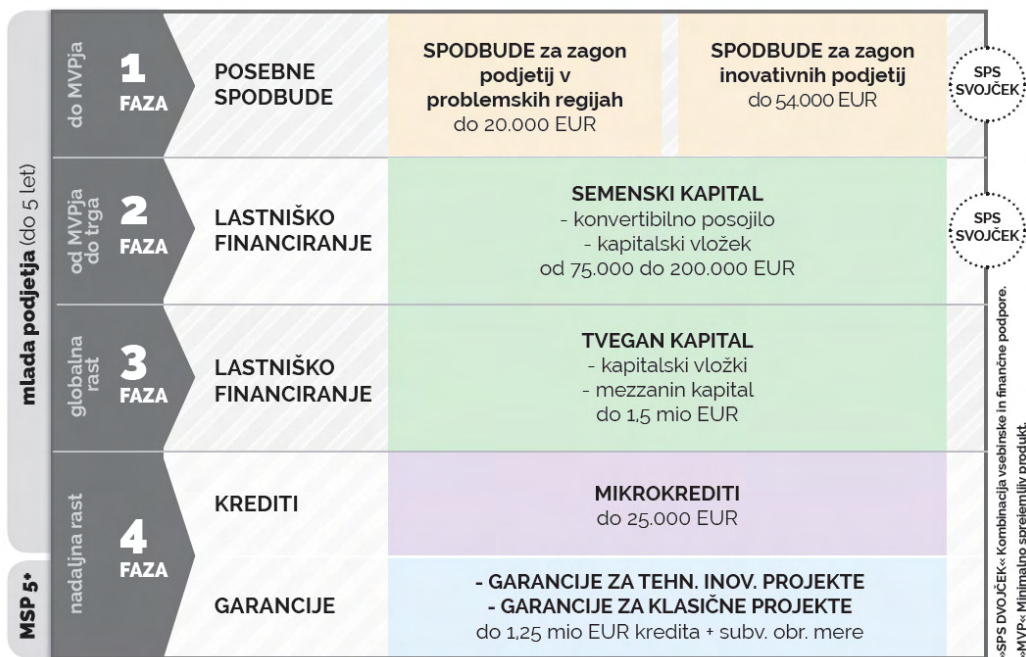 mlada podjetja (do 5 let)
MSP 5+
do MVPja
1
FAZA
POSEBNE
SPODBUDE
SPODBUDE za zagon
podjetij v
problemskih regijah
do 20.000 EUR
SPODBUDE za zagon
inovativnih podjetij
do 54.000 EUR
SPS
SVOJČEK
od MVPja
do trga
2
FAZA
LASTNIŠKO
FINANCIRANJE
SEMENSKI KAPITAL
- konvertibilno posojilo
- kapitalski vložek
od 75.000 do 200.000 EUR
SPS
SVOJČEK
globalna
rast
3
FAZA
LASTNIŠKO
FINANCIRANJE
TVEGAN KAPITAL
- kapitalski vložki
- mezzanin kapital
do 1,5 mio EUR
nadaljna rast
4
FAZA
KREDITI
MIKROKREDITI
do 25.000 EUR
GARANCIJE
- GARANCIJE ZA TEHN. INOV. PROJEKTE
- GARANCIJE ZA KLASIČNE PROJEKTE
do 1,25 mio EUR kredita + subv. obr. mere
»SPS DVOJČEK« Kombinacija vsebinske in finančne podpore.
»MVP« Minimalno sprejemljiv produkt.